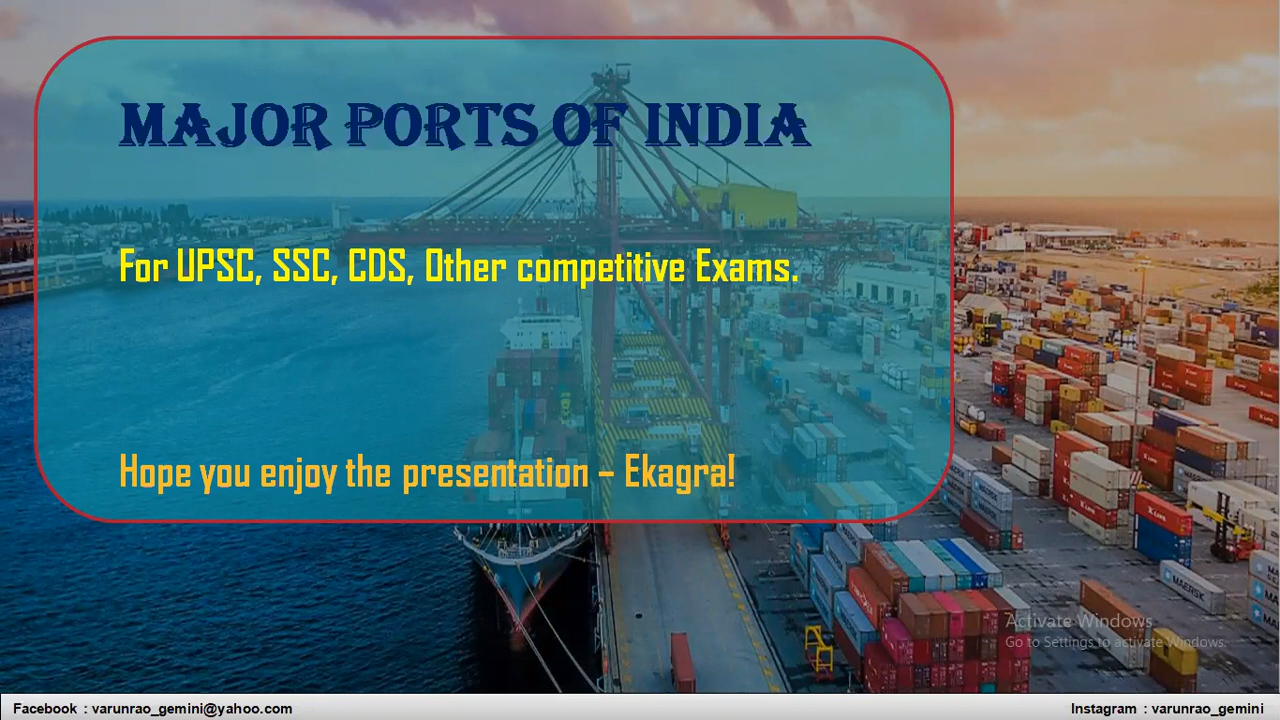 MAJOR PORTS OF INDIA
For UPSC, SSC, CDS, Other competitive Exams.
Hope you enjoy the presentation – Ekagra!
MAERSK
Activate Windows
Go to Settings to activate Windows.
Facebook : varunrao_gemini@yahoo.com
Instagram : varunrao_gemini